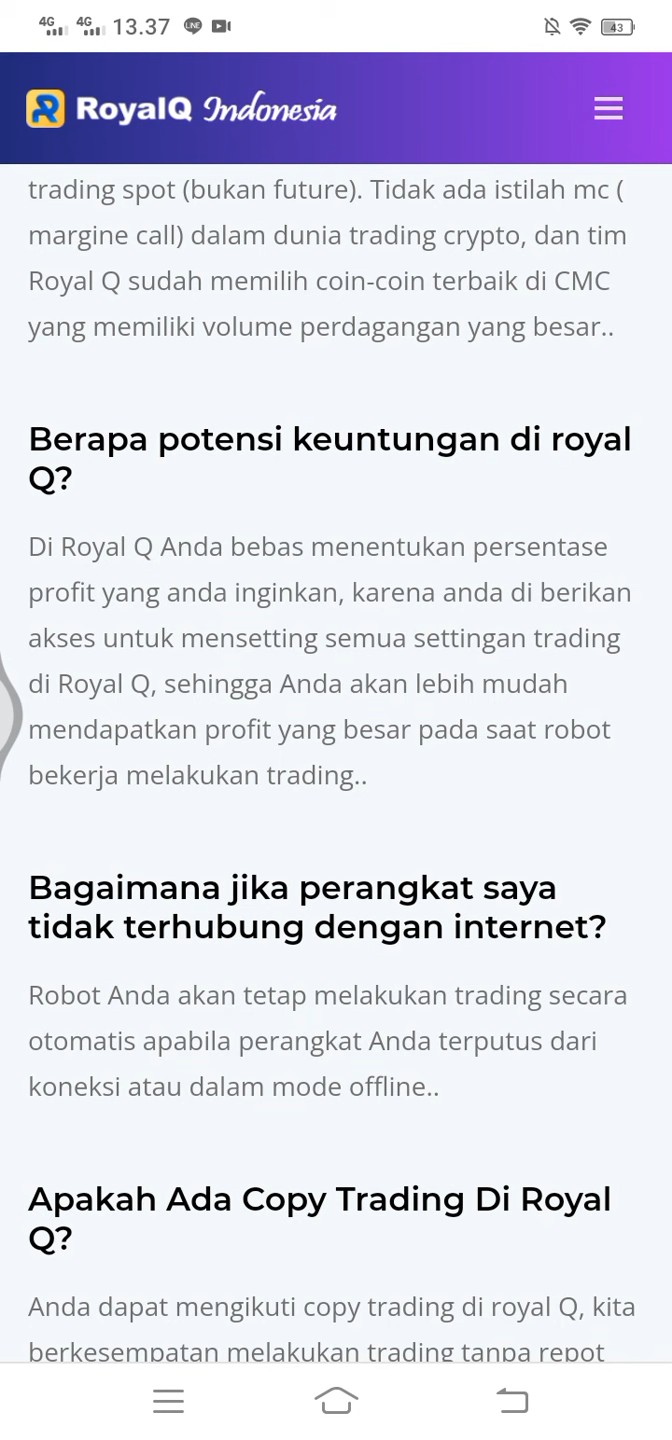 4G 4G 13.37 LINE 43
RoyalQ Indonesia
trading spot (bukan future). Tidak ada istilah mc (
margine call) dalam dunia trading crypto, dan tim
Royal Q sudah memilih coin-coin terbaik di CMC
yang memiliki volume perdagangan yang besar..
Berapa potensi keuntungan di royal
Q?
Di Royal Q Anda bebas menentukan persentase
profit yang anda inginkan, karena anda di berikan
akses untuk mensetting semua settingan trading
di Royal Q, sehingga Anda akan lebih mudah
mendapatkan profit yang besar pada saat robot
bekerja melakukan trading..
Bagaimana jika perangkat saya
tidak terhubung dengan internet?
Robot Anda akan tetap melakukan trading secara
otomatis apabila perangkat Anda terputus dari
koneksi atau dalam mode offline..
Apakah Ada Copy Trading Di Royal
Q?
Anda dapat mengikuti copy trading di royal Q, kita
berkesempatan melakukan trading tanpa repot